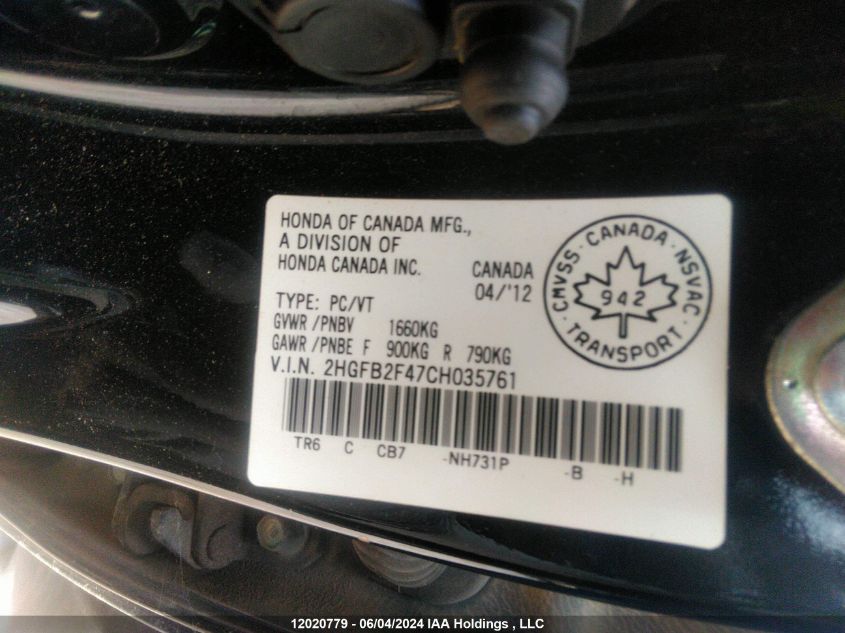 HONDA OF CANADA MFG.,
A DIVISION OF
HONDA CANADA INC.
CANADA
04/'12
TYPE: PC/VT
GVWR /PNBV 1660KG
GAWR /PNBE F 900KG R 790KG
V.I.N. 2HGFB2F47CH035761
TR6 C CB7 -NH731P -B -H
CMVSS · CANADA · NSVAC
942
TRANSPORT
12020779 - 06/04/2024 IAA Holdings , LLC